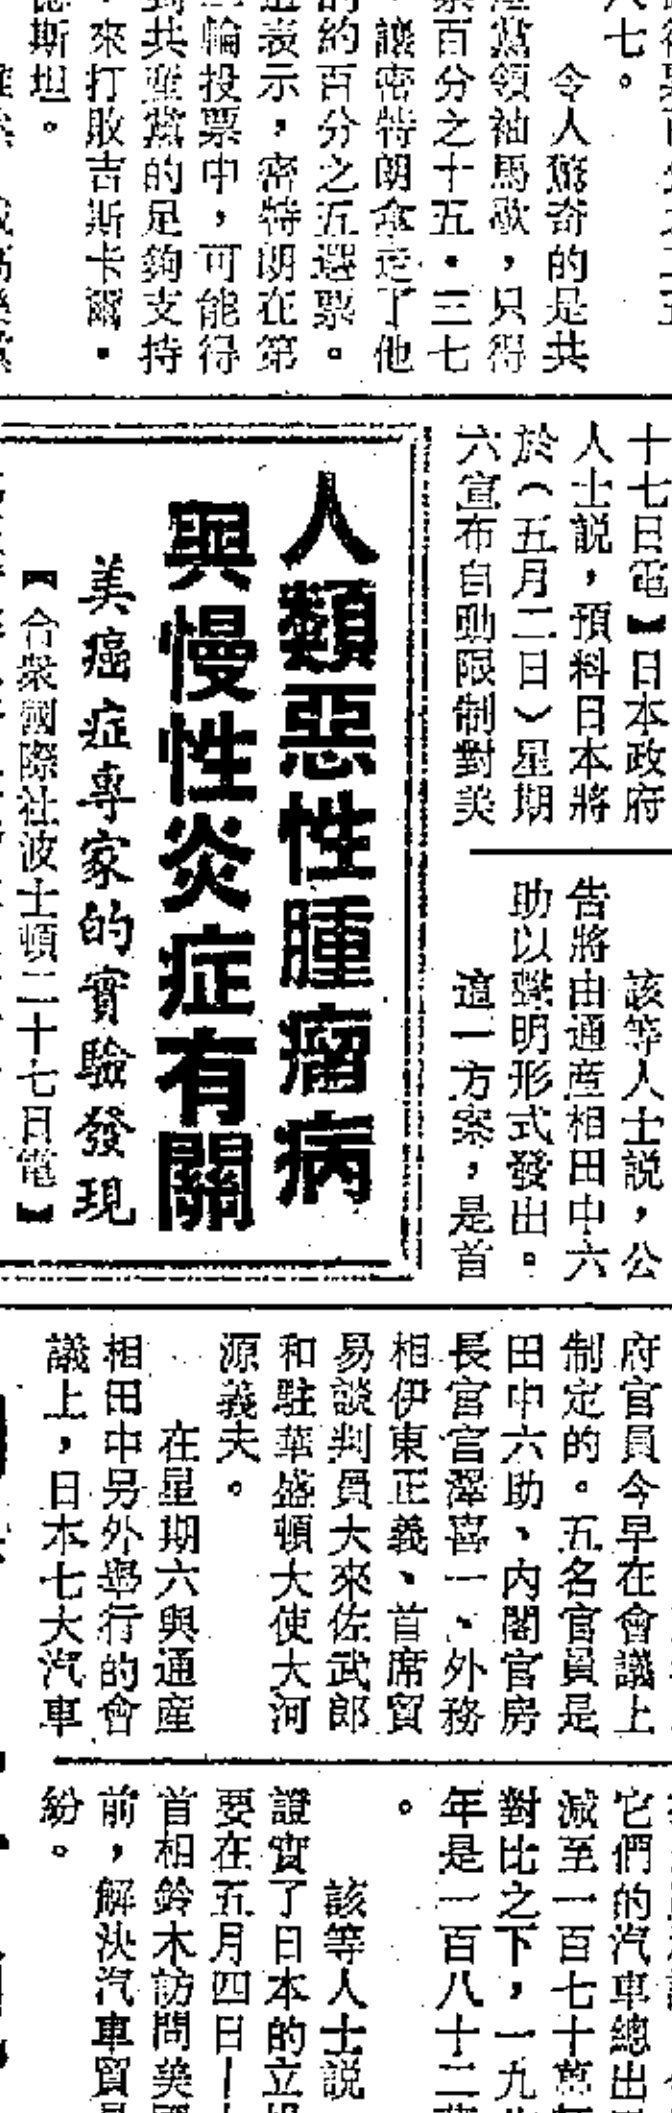 令人驚奇的是共
產黨領袖馬歇,只得
票百分之十五・三七
讓密特朗拿走了他
的約百分之五選票。
道表示,密特朗在第
輪投票中,可能得
到共產黨的足夠支持
來打敗吉斯卡爾。
德斯坦。
十七日電】日本政府
人士説,預料日本將
於(五月二日)星期
六宣布自動限制對美
該等人士説,公
告將由通産相田中六
助以聲明形式發出。
這一方案,是首
人類惡性腫瘤病
與慢性炎症有關
美癌症專家的實驗發現
【合衆國際社波士頓二十七日電】
府官員今早在會議上
制定的。五名官員是
田中六助、內閣官房
長官宮澤喜一、外務
相伊東正義、首席貿
易談判員大來佐武郎
和駐華盛頓大使大河
源義夫。
在星期六與通産
相田中另外舉行的會
議上,日本七大汽車
它們的汽車總出
減至一百七十萬輛
對比之下,一九
年是一百八十二
。
該等人士説
證實了日本的立場
要在五月四日—
首相鈴木訪問美國
前,解決汽車貿易
紛。